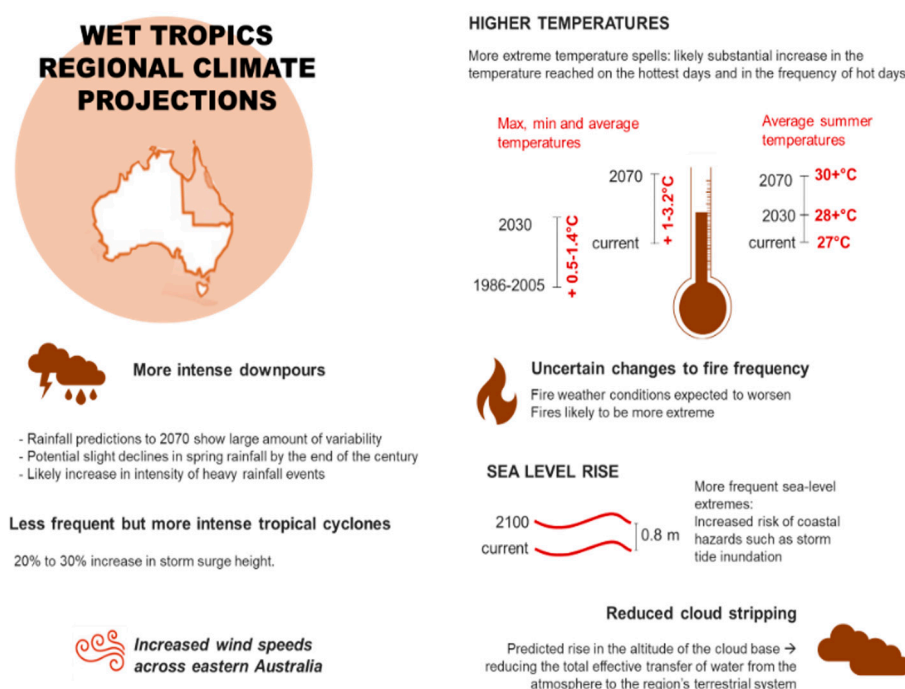 WET TROPICS
REGIONAL CLIMATE
PROJECTIONS
More intense downpours
- Rainfall predictions to 2070 show large amount of variability
- Potential slight declines in spring rainfall by the end of the century
- Likely increase in intensity of heavy rainfall events
Less frequent but more intense tropical cyclones
20% to 30% increase in storm surge height.
Increased wind speeds
across eastern Australia
HIGHER TEMPERATURES
More extreme temperature spells: likely substantial increase in the
temperature reached on the hottest days and in the frequency of hot days
Max, min and average
temperatures
2030
+ 0.5-1.4°C
1986-2005
2070
+ 1-3.2°C
current
Average summer
temperatures
2070 30+°C
2030 28+°C
current 27°C
Uncertain changes to fire frequency
Fire weather conditions expected to worsen
Fires likely to be more extreme
SEA LEVEL RISE
2100
current
0.8 m
More frequent sea-level
extremes:
Increased risk of coastal
hazards such as storm
tide inundation
Reduced cloud stripping
Predicted rise in the altitude of the cloud base →
reducing the total effective transfer of water from the
atmosphere to the region's terrestrial system